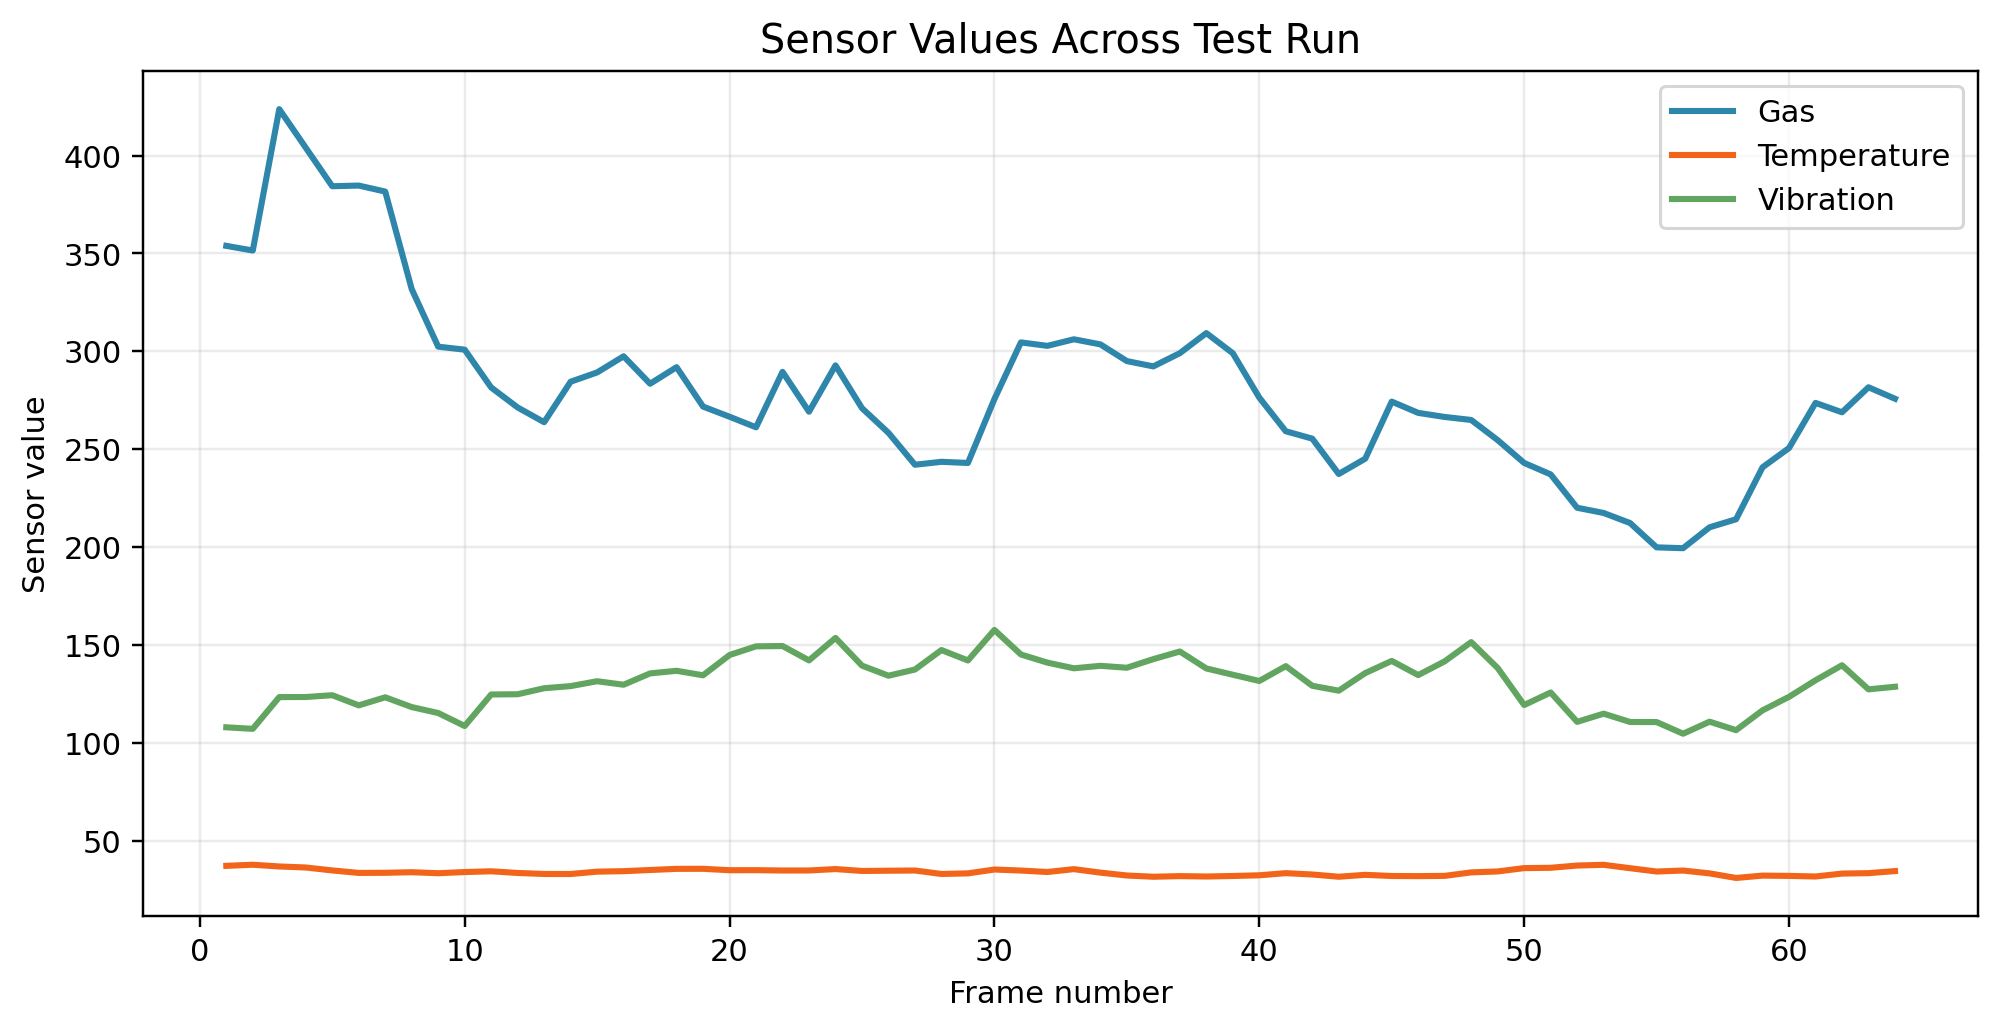 Sensor Values Across Test Run
Gas
Temperature
Vibration
Sensor value
400
350
300
250
200
150
100
50
0 10 20 30 40 50 60
Frame number